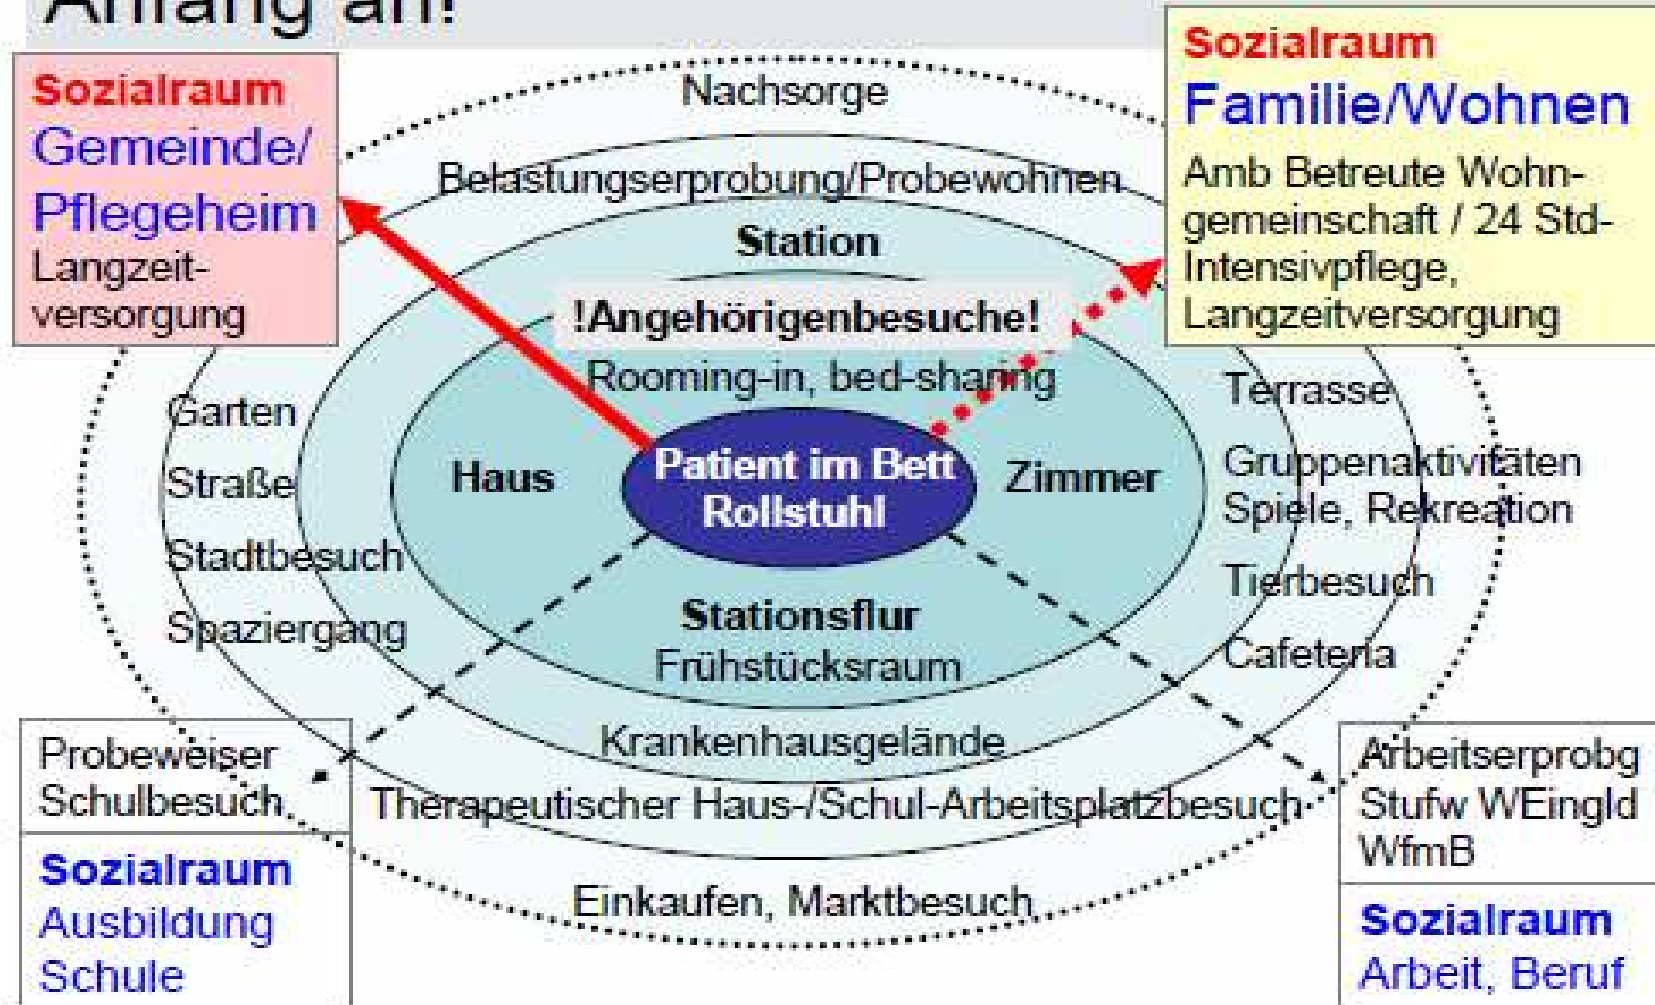 Anfang an!
Sozialraum
Gemeinde/
Pflegeheim
Langzeit-
versorgung
Sozialraum
Familie/Wohnen
Amb Betreute Wohn-
gemeinschaft / 24 Std-
Intensivpflege,
Langzeitversorgung
Nachsorge
Belastungserprobung/Probewohnen
Station
!Angehörigenbesuche!
Rooming-in, bed-sharing
Garten
Straße
Stadtbesuch
Spaziergang
Haus
Patient im Bett
Rollstuhl
Zimmer
Terrasse
Gruppenaktivitäten
Spiele, Rekreation
Tierbesuch
Cafeteria
Stationsflur
Frühstücksraum
Krankenhausgelände
Therapeutischer Haus-/Schul-Arbeitsplatzbesuch
Einkaufen, Marktbesuch
Probeweiser
Schulbesuch
Sozialraum
Ausbildung
Schule
Arbeitserprobg
Stufw WEingld
WfmB
Sozialraum
Arbeit, Beruf